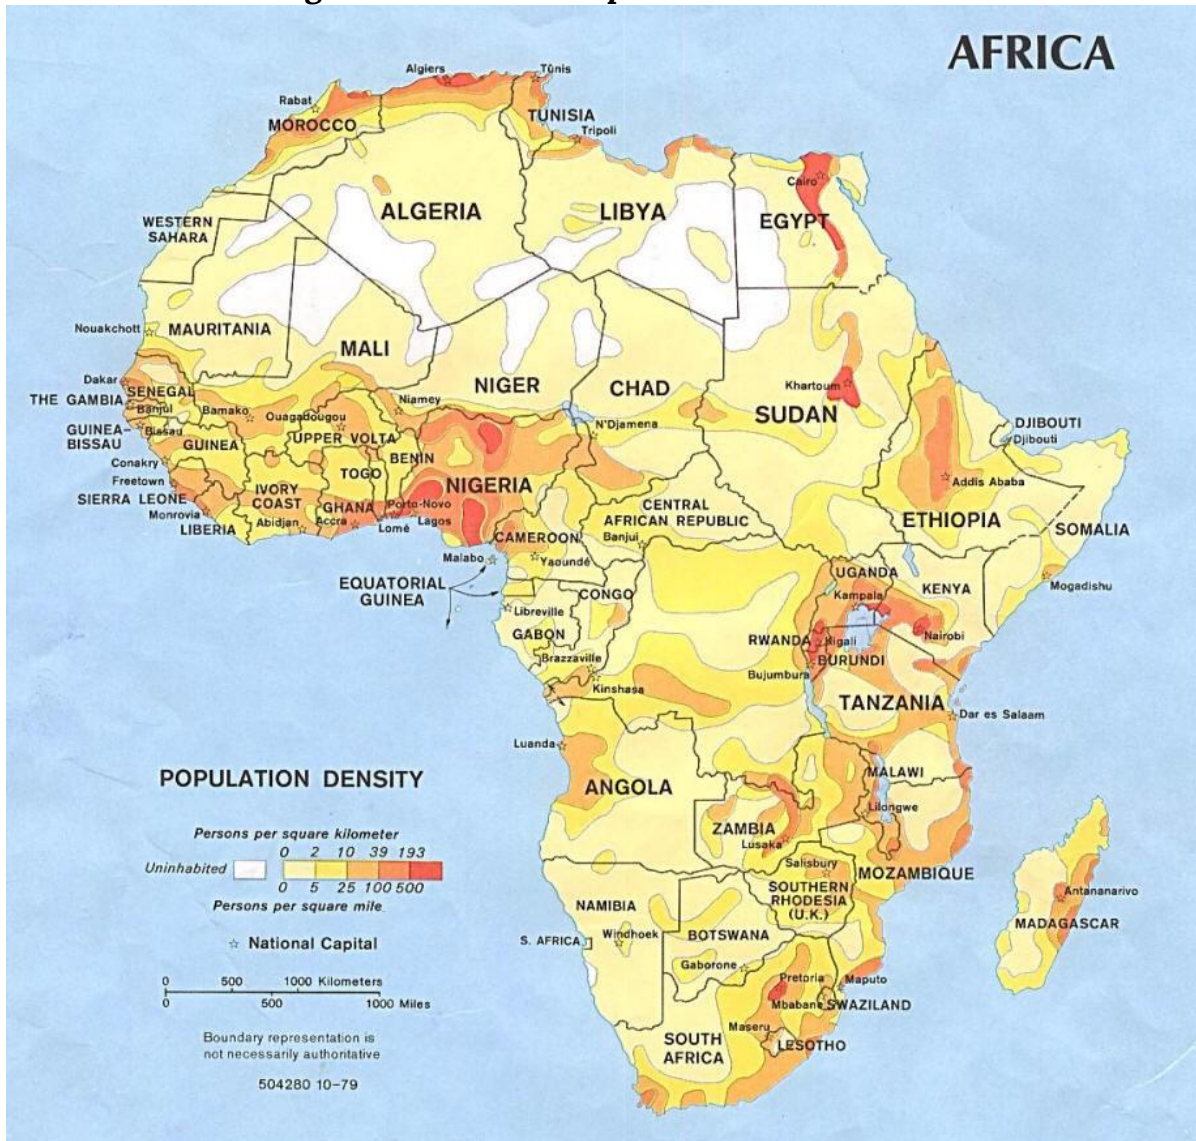 AFRICA
Algiers
Tûnis
Rabat
MOROCCO
TUNISIA
Tripoli
Cairo
WESTERN
SAHARA
ALGERIA
LIBYA
EGYPT
Nouakchott
MAURITANIA
MALI
NIGER
CHAD
Khartoum
SUDAN
Dakar
SENEGAL
THE GAMBIA
Banjul
Bamako
Ouagadougou
Niamey
N'Djamena
DJIBOUTI
Djibouti
GUINEA-
BISSAU
Bissau
GUINEA
UPPER VOLTA
BENIN
Conakry
Freetown
SIERRA LEONE
Monrovia
LIBERIA
IVORY
COAST
Abidjan
TOGO
GHANA
Accra
Lomé
Porto-Novo
Lagos
NIGERIA
CENTRAL
AFRICAN REPUBLIC
Banjui
Addis Ababa
ETHIOPIA
SOMALIA
CAMEROON
Malabo
Yaoundé
EQUATORIAL
GUINEA
CONGO
Libreville
GABON
Brazzaville
Kinshasa
UGANDA
Kampala
KENYA
Mogadishu
RWANDA
Kigali
Nairobi
BURUNDI
Bujumbura
TANZANIA
Dar es Salaam
Luanda
ANGOLA
MALAWI
Lilongwe
ZAMBIA
Lusaka
Salisbury
SOUTHERN
RHODESIA
(U.K.)
MOZAMBIQUE
Antananarivo
MADAGASCAR
NAMIBIA
Windhoek
S. AFRICA
BOTSWANA
Gaborone
Pretoria
Maputo
Mbabane
SWAZILAND
Maseru
LESOTHO
SOUTH
AFRICA
POPULATION DENSITY
Persons per square kilometer
0 2 10 39 193
Uninhabited
0 5 25 100 500
Persons per square mile
National Capital
0 500 1000 Kilometers
0 500 1000 Miles
Boundary representation is
not necessarily authoritative
504280 10-79